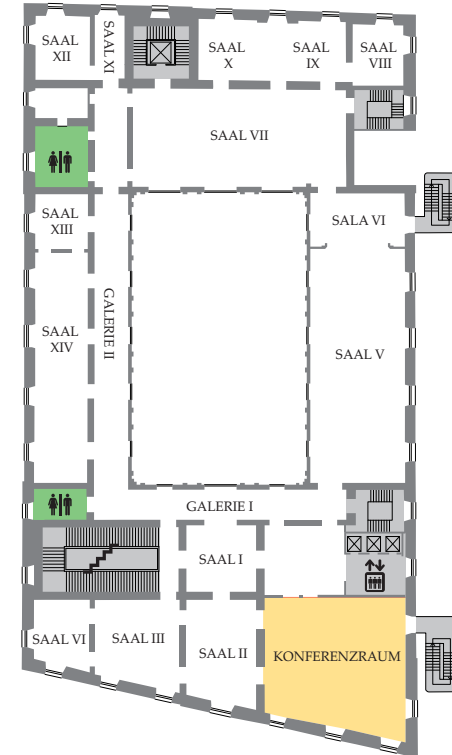 SAAL
XII
SAAL XI
SAAL
X
SAAL
IX
SAAL
VIII
SAAL VII
SAAL
XIII
SALA VI
GALERIE II
SAAL
XIV
SAAL V
GALERIE I
SAAL I
SAAL VI
SAAL III
SAAL II
KONFERENZRAUM